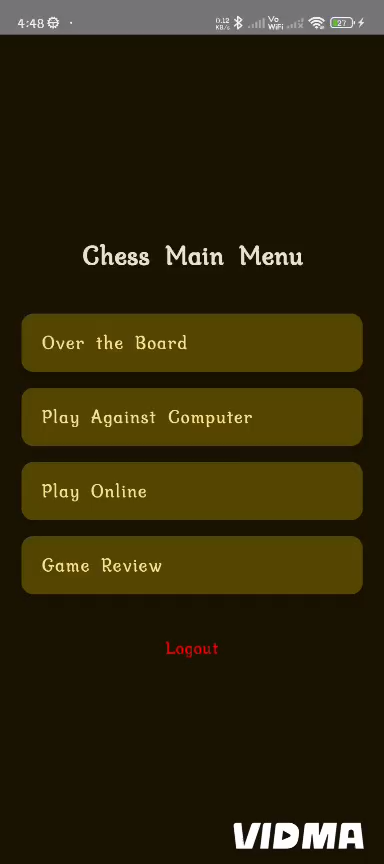 4:48
0.12 KB/s Vo WiFi 27
Chess Main Menu
Over the Board
Play Against Computer
Play Online
Game Review
Logout
VIDMA